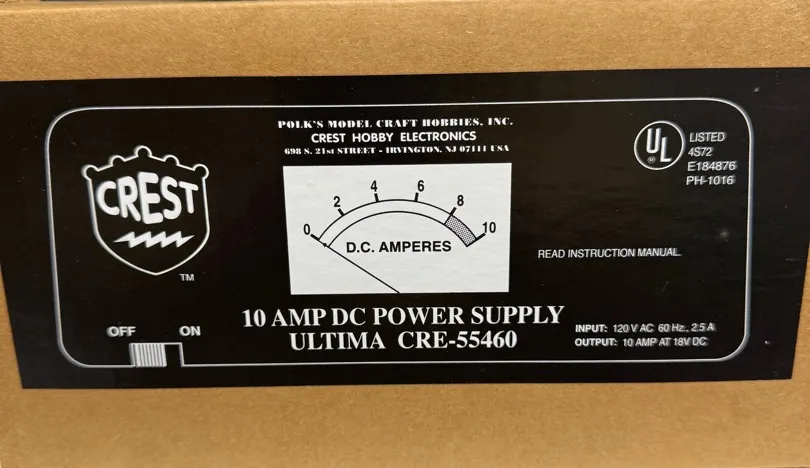 POLK'S MODEL CRAFT HOBBIES, INC.
CREST HOBBY ELECTRONICS
698 S. 21st STREET - IRVINGTON, NJ 07111 USA
UL
®
LISTED
4S72
E184876
PH-1016
CREST
TM
0 2 4 6 8 10
D.C. AMPERES
READ INSTRUCTION MANUAL.
OFF ON
10 AMP DC POWER SUPPLY
ULTIMA CRE-55460
INPUT: 120 V AC 60 Hz, 2.5 A
OUTPUT: 10 AMP AT 18V DC